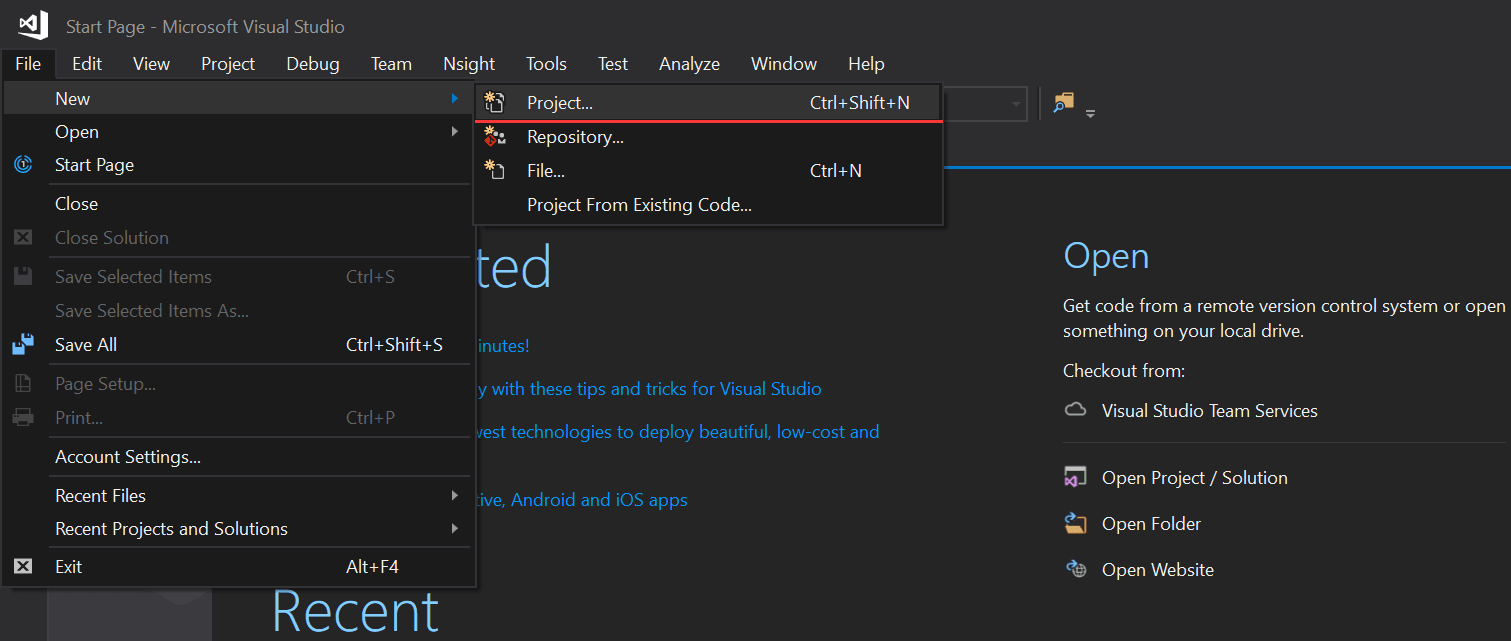 Start Page - Microsoft Visual Studio
File Edit View Project Debug Team Nsight Tools Test Analyze Window Help
New
Open
Start Page
Close
Close Solution
Save Selected Items Ctrl+S
Save Selected Items As...
Save All Ctrl+Shift+S
Page Setup...
Print... Ctrl+P
Account Settings...
Recent Files
Recent Projects and Solutions
Exit Alt+F4
Project... Ctrl+Shift+N
Repository...
File... Ctrl+N
Project From Existing Code...
with these tips and tricks for Visual Studio
technologies to deploy beautiful, low-cost and
Android and iOS apps
Recent
Open
Get code from a remote version control system or open
something on your local drive.
Checkout from:
Visual Studio Team Services
Open Project / Solution
Open Folder
Open Website